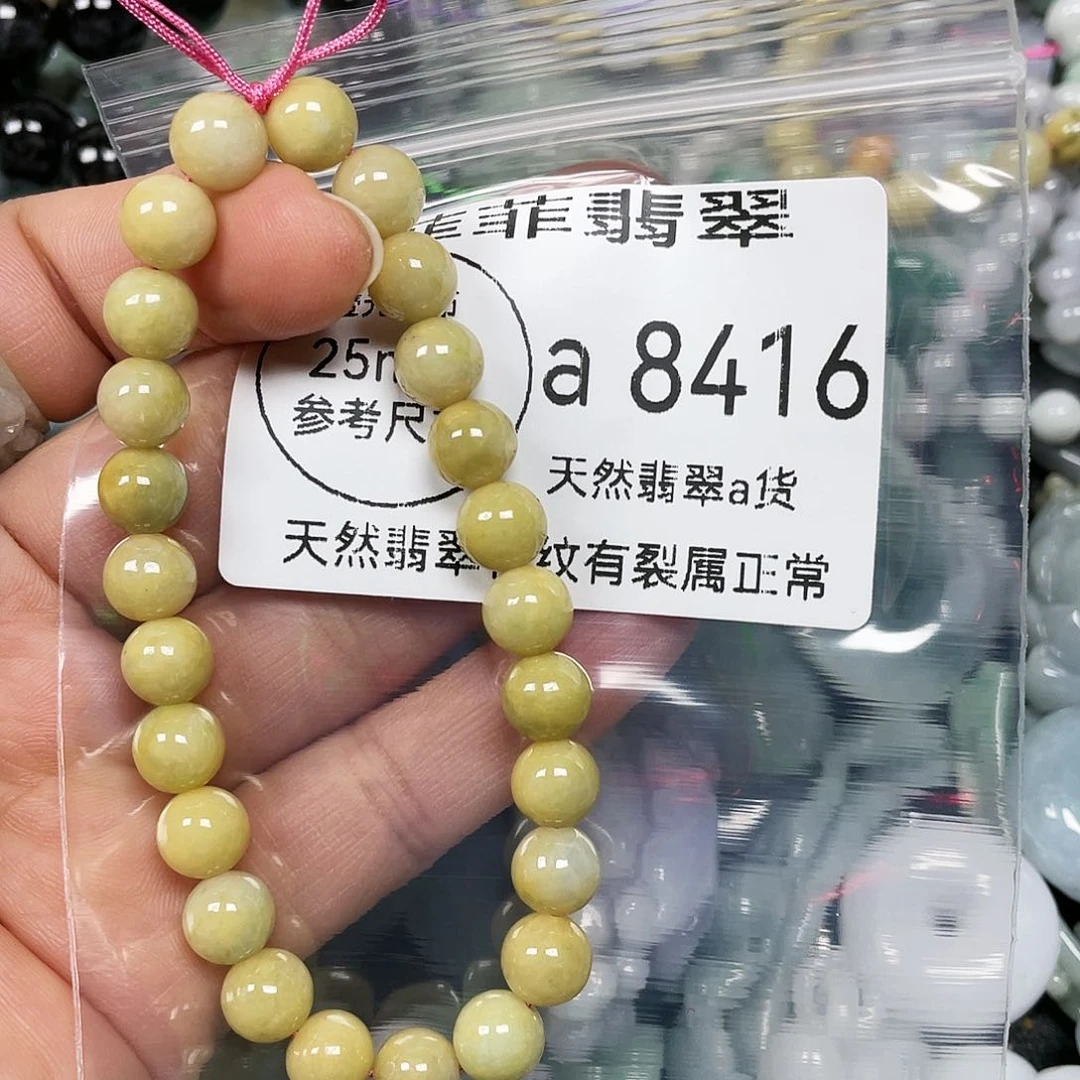 菲翡翠
25m
参考尺
a 8416
天然翡翠a货
天然翡翠 纹有裂属正常